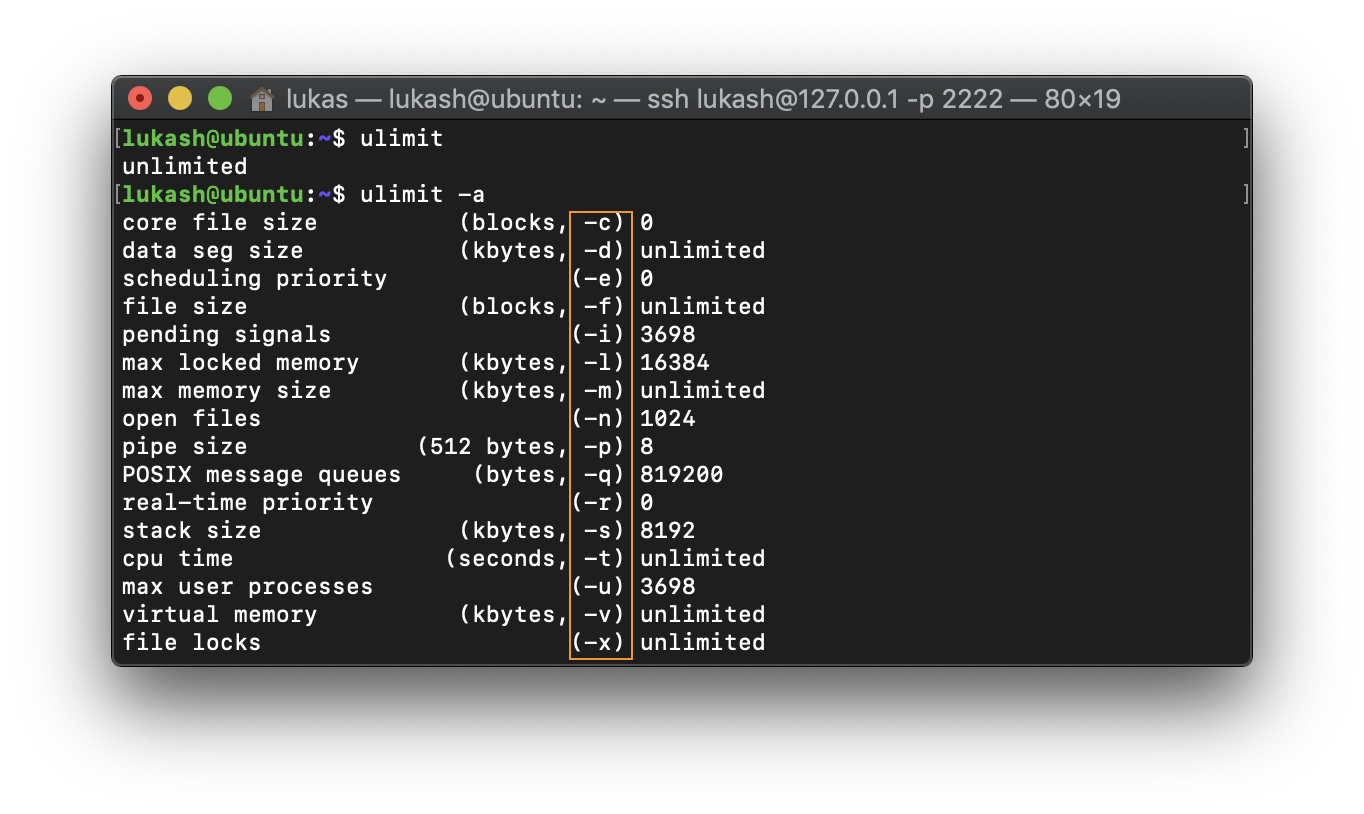 lukas — lukash@ubuntu: ~ — ssh lukash@127.0.0.1 -p 2222 — 80×19
[lukash@ubuntu:~$ ulimit ]
unlimited
[lukash@ubuntu:~$ ulimit -a ]
core file size          (blocks, -c) 0
data seg size           (kbytes, -d) unlimited
scheduling priority             (-e) 0
file size               (blocks, -f) unlimited
pending signals                 (-i) 3698
max locked memory       (kbytes, -l) 16384
max memory size         (kbytes, -m) unlimited
open files                      (-n) 1024
pipe size            (512 bytes, -p) 8
POSIX message queues     (bytes, -q) 819200
real-time priority              (-r) 0
stack size              (kbytes, -s) 8192
cpu time               (seconds, -t) unlimited
max user processes              (-u) 3698
virtual memory          (kbytes, -v) unlimited
file locks                      (-x) unlimited